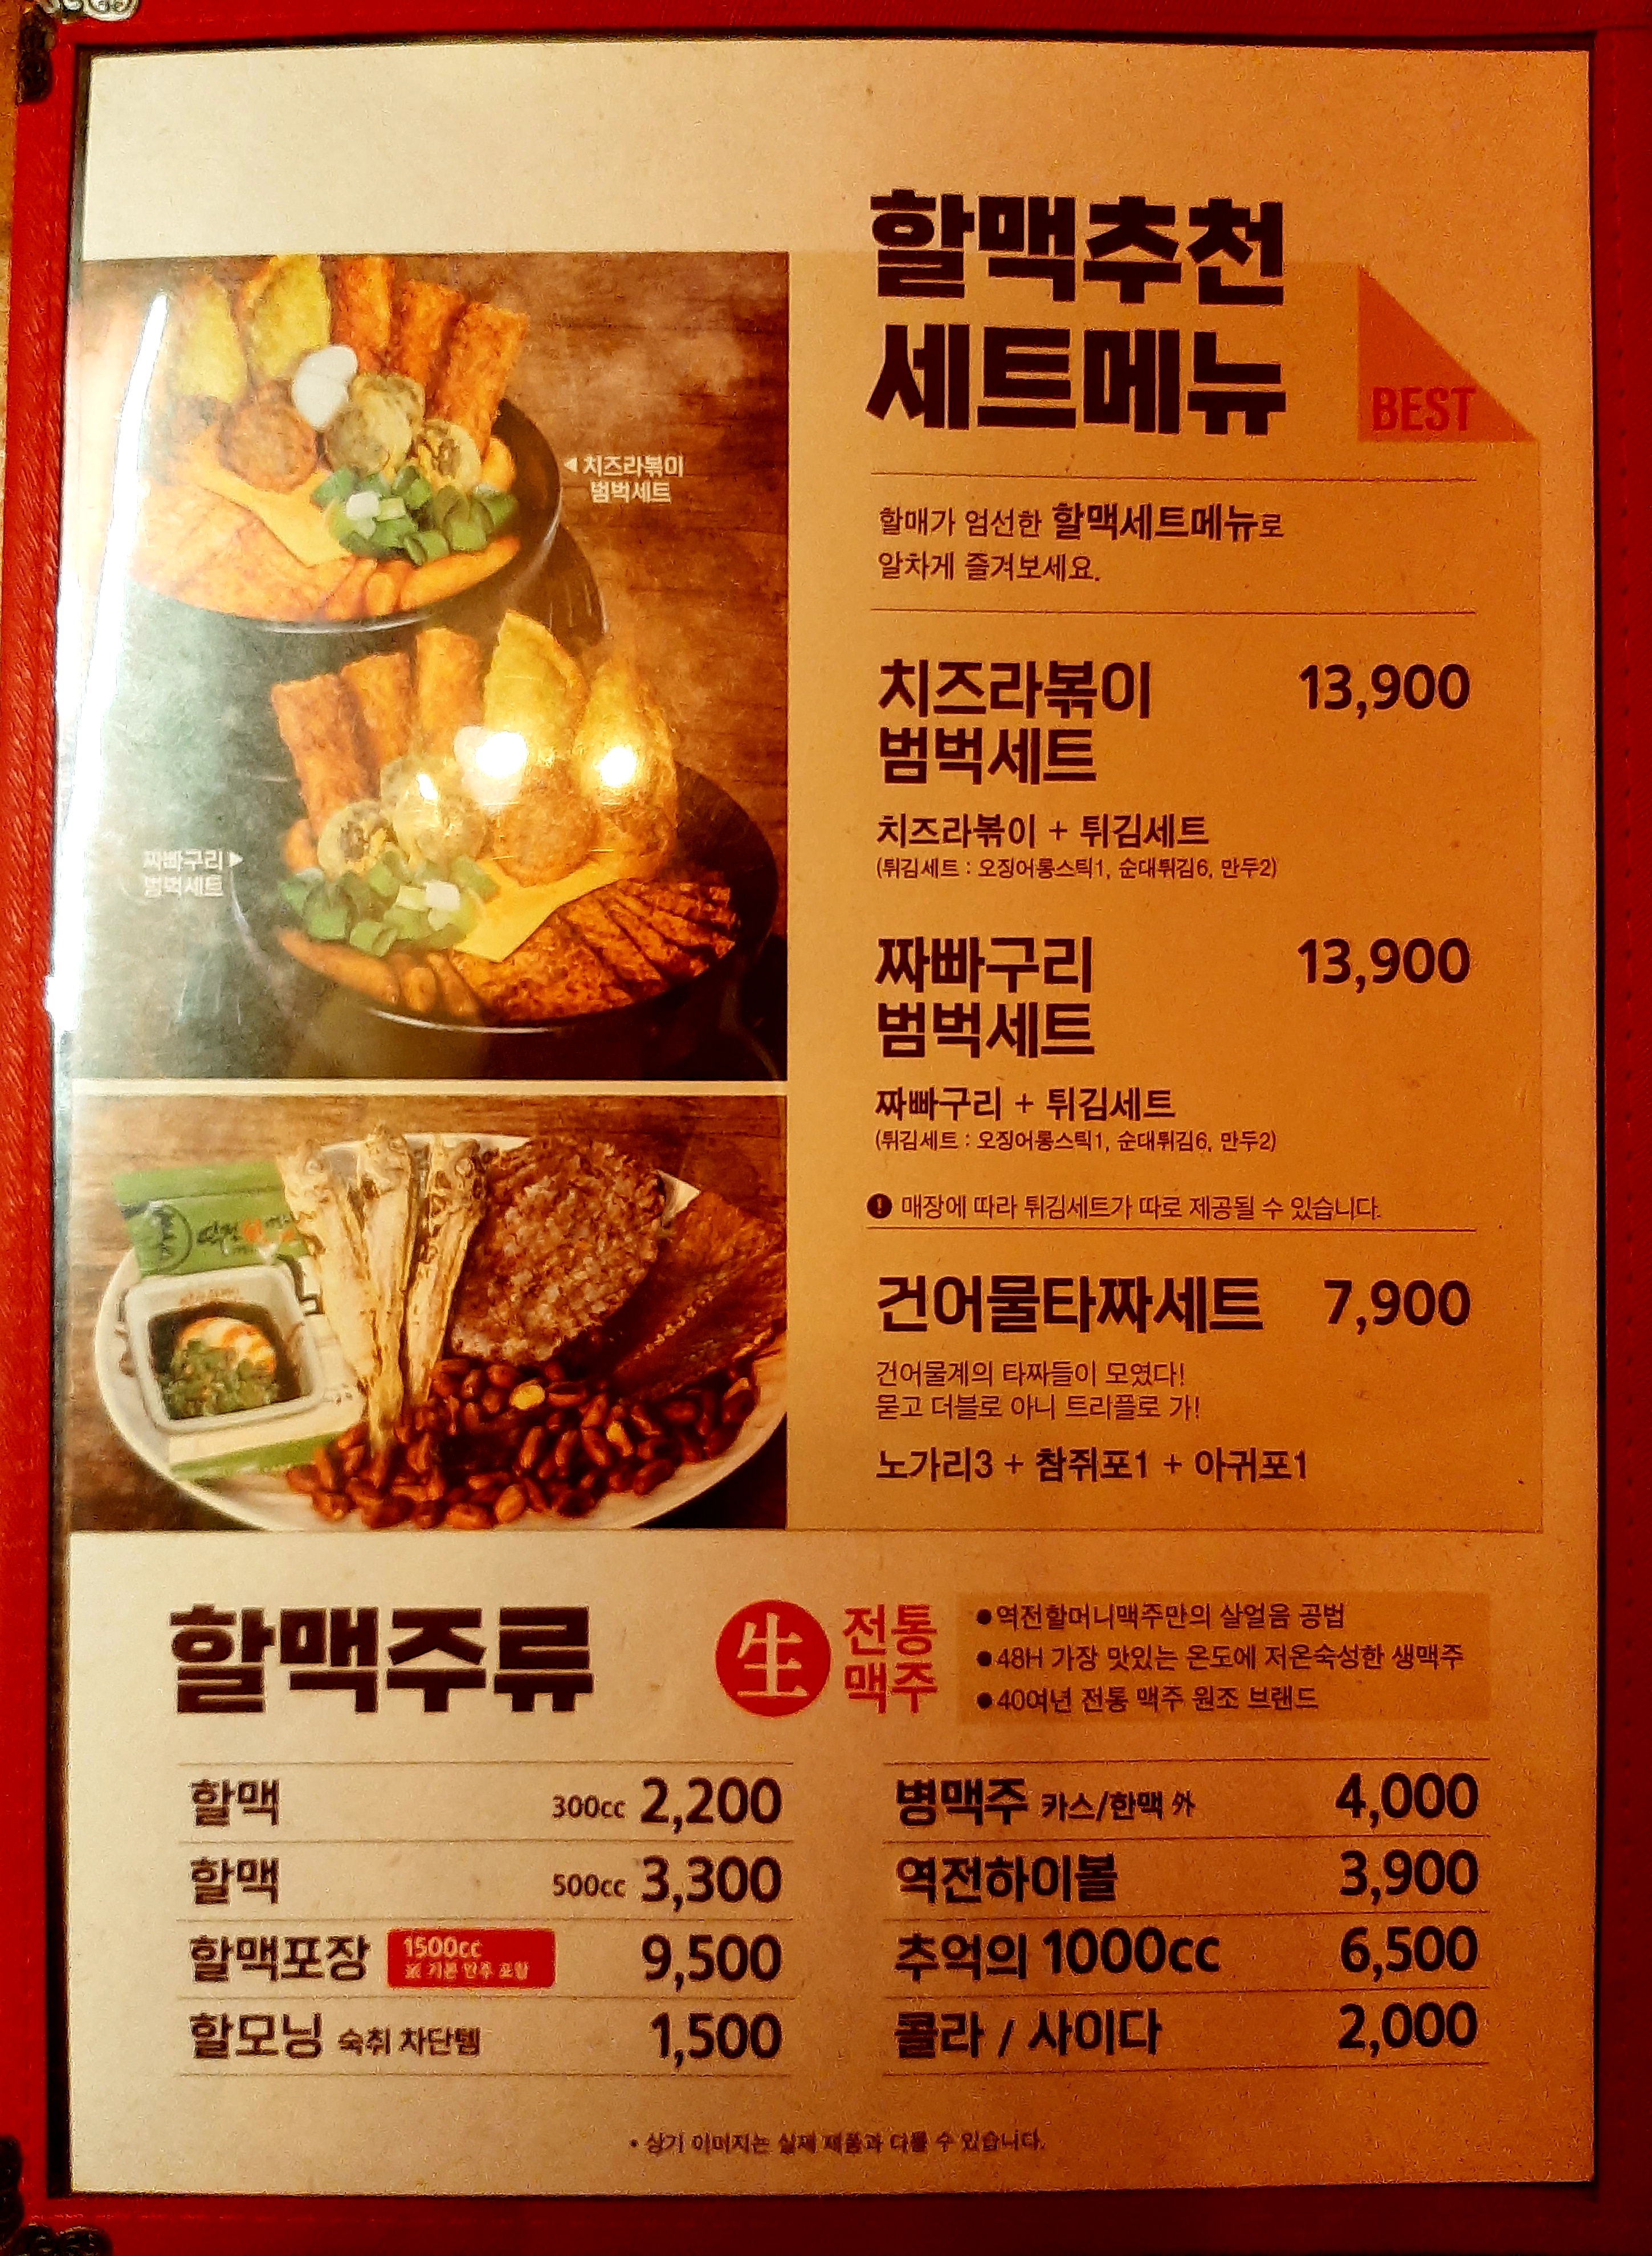 할맥추천
세트메뉴
BEST
할매가 엄선한 할맥세트메뉴로
알차게 즐겨보세요.
◀ 치즈라볶이
범벅세트
치즈라볶이 13,900
범벅세트
치즈라볶이 + 튀김세트
(튀김세트 : 오징어롱스틱1, 순대튀김6, 만두2)
짜빠구리 ▶
범벅세트
짜빠구리 13,900
범벅세트
짜빠구리 + 튀김세트
(튀김세트 : 오징어롱스틱1, 순대튀김6, 만두2)
! 매장에 따라 튀김세트가 따로 제공될 수 있습니다.
건어물타짜세트 7,900
건어물계의 타짜들이 모였다!
묻고 더블로 아니 트리플로 가!
노가리3 + 참쥐포1 + 아귀포1
할맥주류
生 전통
맥주
●역전할머니맥주만의 살얼음 공법
●48H 가장 맛있는 온도에 저온숙성한 생맥주
●40여년 전통 맥주 원조 브랜드
할맥 300cc 2,200
할맥 500cc 3,300
할맥포장 1500cc 9,500
※ 기본 안주 포함
할모닝 숙취 차단템 1,500
병맥주 카스/한맥 外 4,000
역전하이볼 3,900
추억의 1000cc 6,500
콜라 / 사이다 2,000
• 상기 이미지는 실제 제품과 다를 수 있습니다.